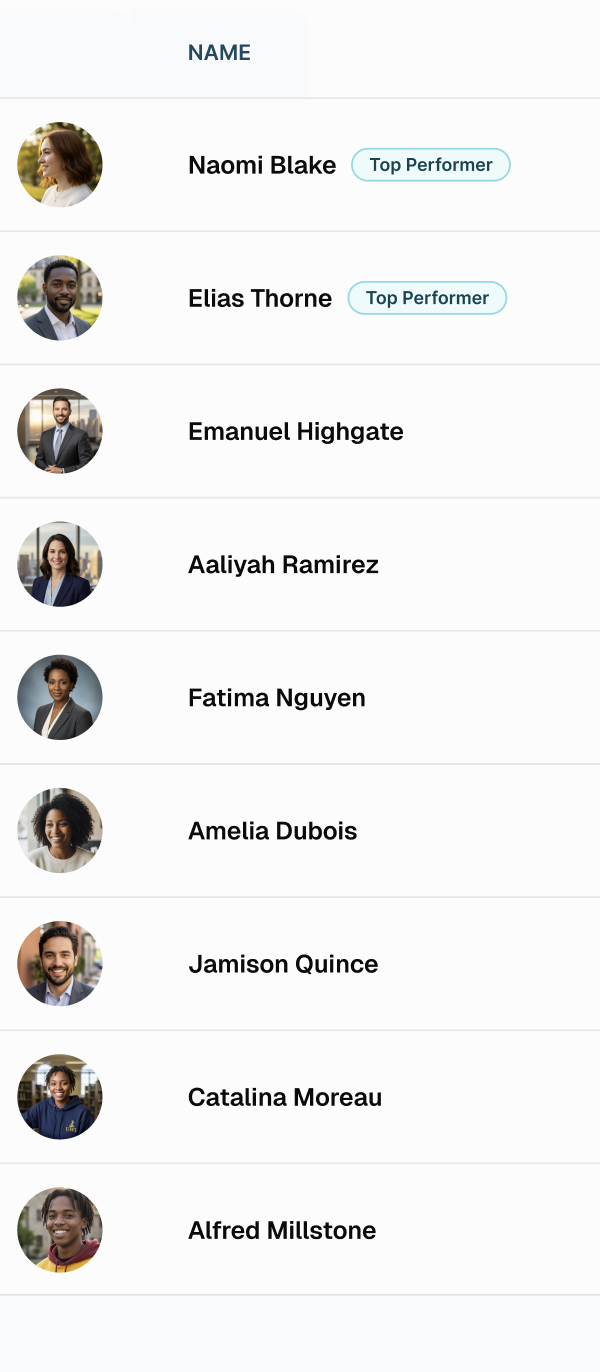 NAME
Naomi Blake Top Performer
Elias Thorne Top Performer
Emanuel Highgate
Aaliyah Ramirez
Fatima Nguyen
Amelia Dubois
Jamison Quince
Catalina Moreau
Alfred Millstone